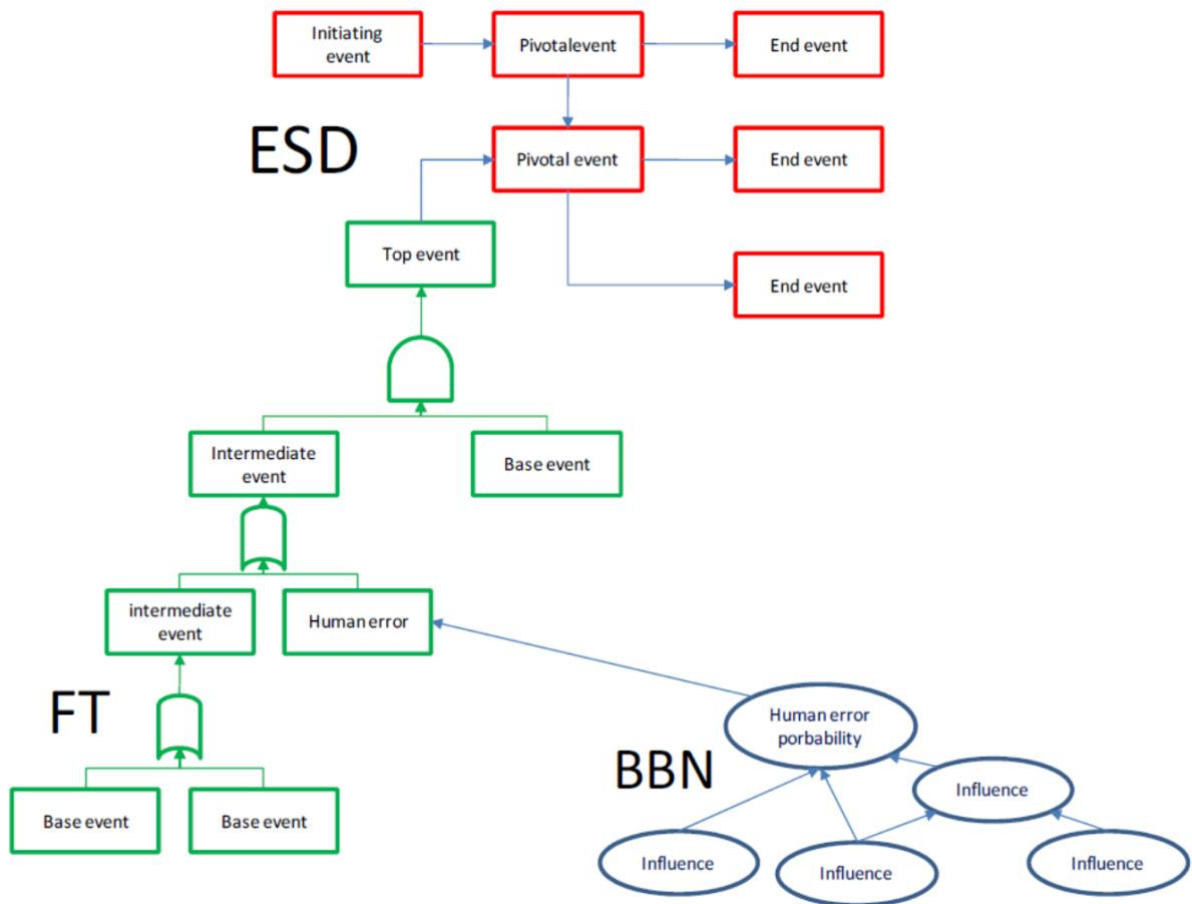 Initiating
event
Pivotalevent
End event
ESD
Pivotal event
End event
Top event
End event
Intermediate
event
Base event
intermediate
event
Human error
FT
Human error
porbability
BBN
Influence
Base event
Base event
Influence
Influence
Influence